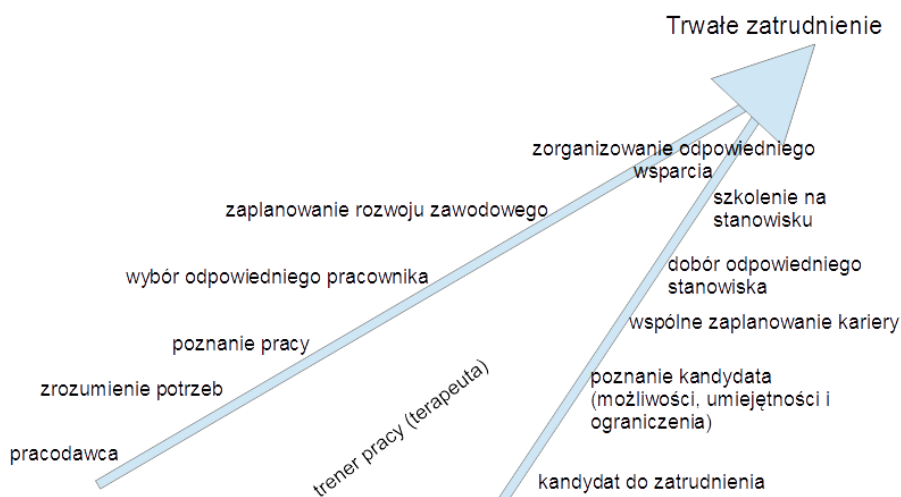 Trwałe zatrudnienie
zorganizowanie odpowiedniego
wsparcia
szkolenie na
stanowisku
zaplanowanie rozwoju zawodowego
dobór odpowiedniego
stanowiska
wybór odpowiedniego pracownika
wspólne zaplanowanie kariery
poznanie pracy
poznanie kandydata
(możliwości, umiejętności i
ograniczenia)
zrozumienie potrzeb
trener pracy (terapeuta)
pracodawca
kandydat do zatrudnienia